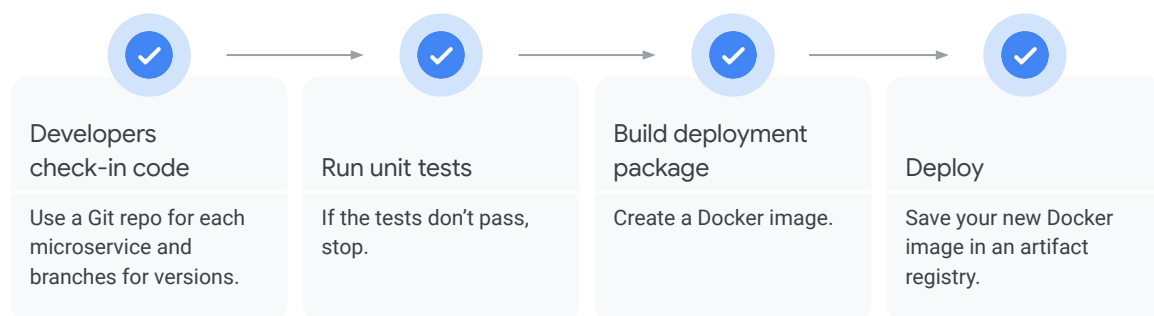 Developers
check-in code
Use a Git repo for each
microservice and
branches for versions.
Run unit tests
If the tests don’t pass,
stop.
Build deployment
package
Create a Docker image.
Deploy
Save your new Docker
image in an artifact
registry.